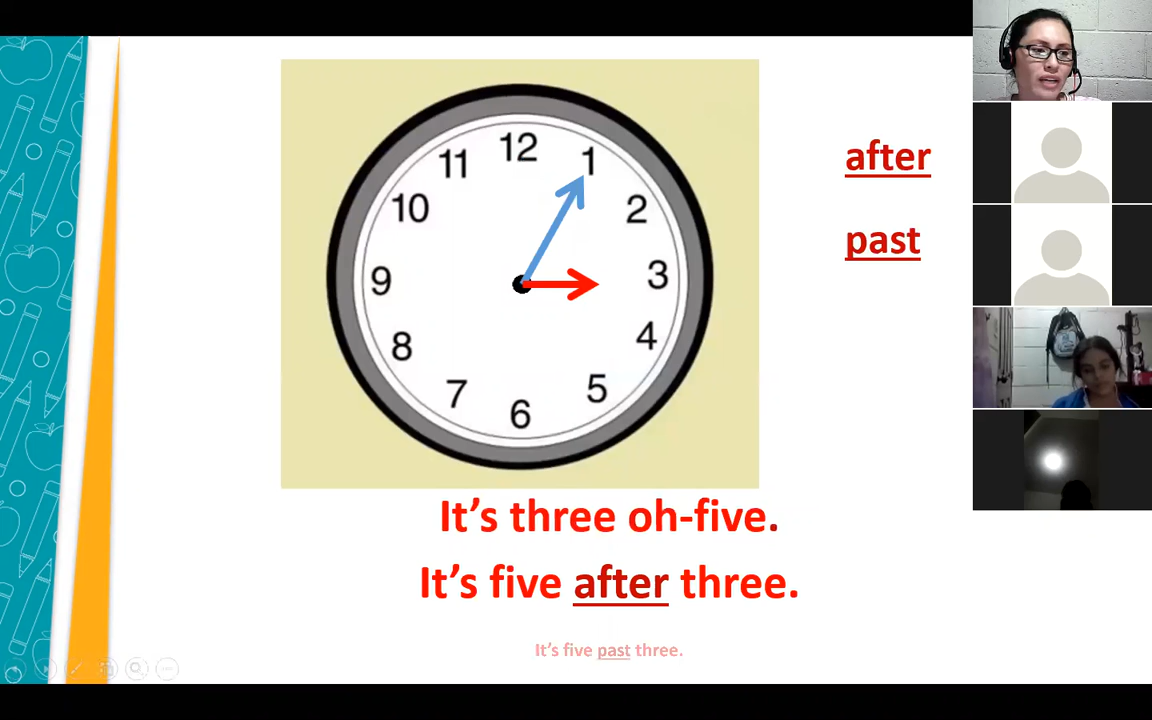 12
11
1
10
2
9
3
8
4
7
5
6
after
past
It's three oh-five.
It's five after three.
It's five past three.